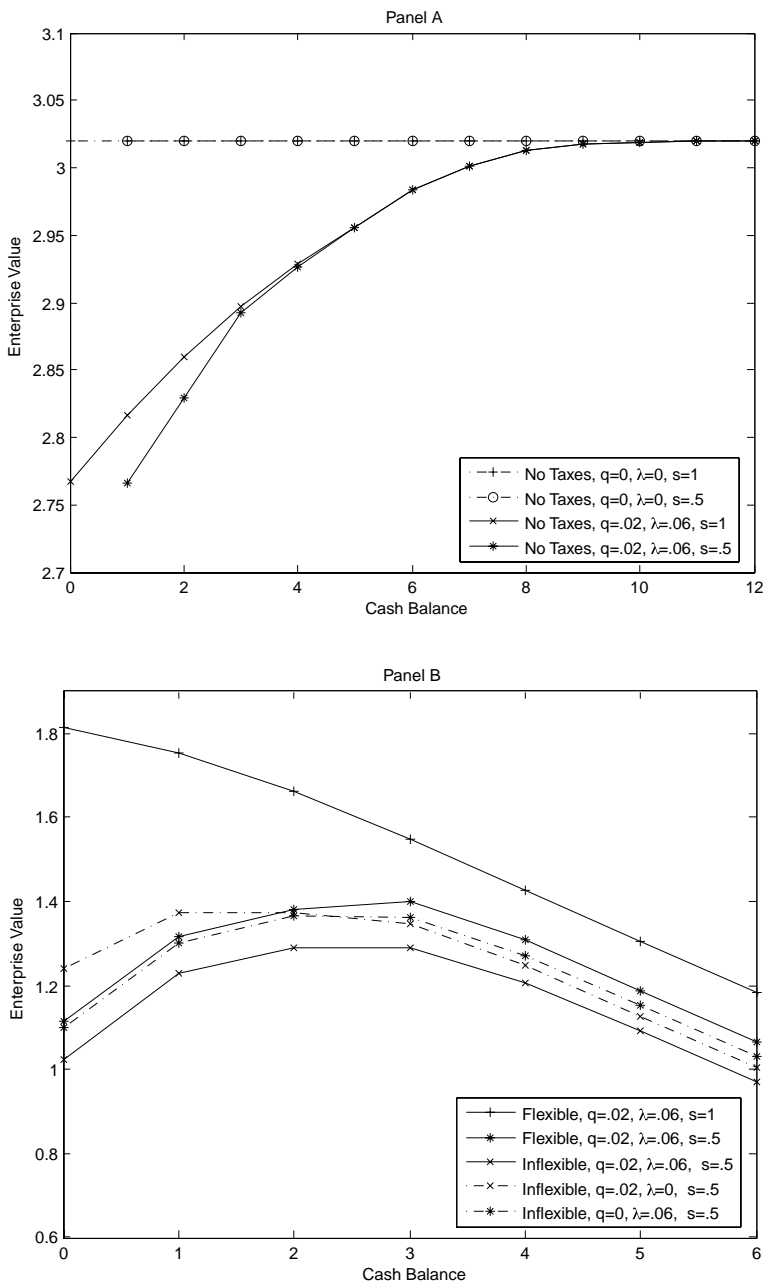 Panel A
3.1
3.05
3
2.95
2.9
2.85
2.8
2.75
2.7
Enterprise Value
0 2 4 6 8 10 12
Cash Balance
No Taxes, q=0, λ=0, s=1
No Taxes, q=0, λ=0, s=.5
No Taxes, q=.02, λ=.06, s=1
No Taxes, q=.02, λ=.06, s=.5
Panel B
1.8
1.6
1.4
1.2
1
0.8
0.6
Enterprise Value
0 1 2 3 4 5 6
Cash Balance
Flexible, q=.02, λ=.06, s=1
Flexible, q=.02, λ=.06, s=.5
Inflexible, q=.02, λ=.06, s=.5
Inflexible, q=.02, λ=0, s=.5
Inflexible, q=0, λ=.06, s=.5